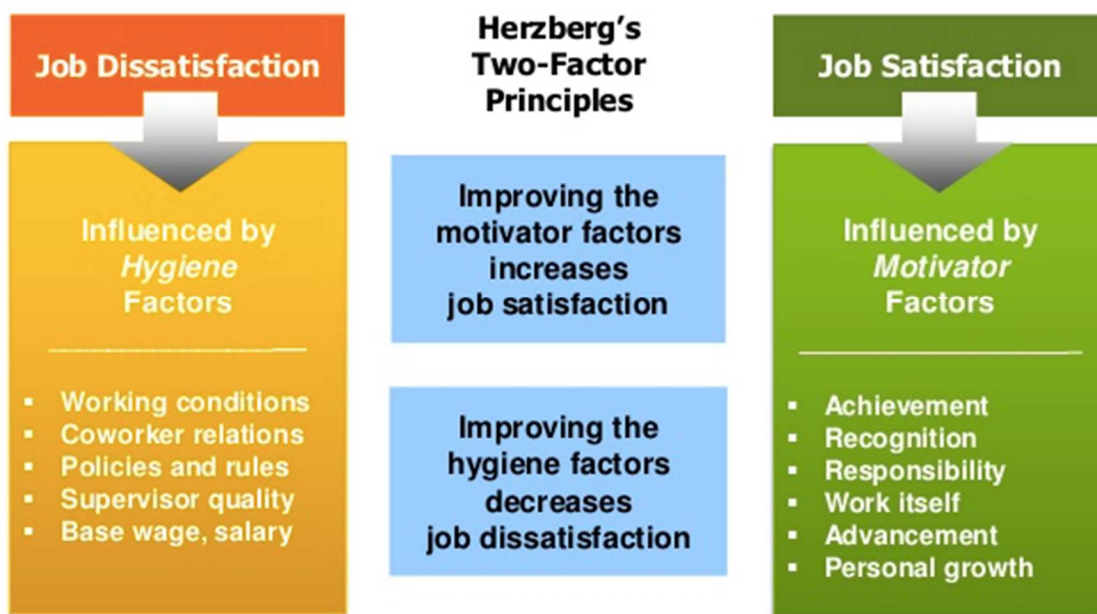 Job Dissatisfaction
Influenced by
Hygiene
Factors
▪ Working conditions
▪ Coworker relations
▪ Policies and rules
▪ Supervisor quality
▪ Base wage, salary
Herzberg’s
Two-Factor
Principles
Improving the
motivator factors
increases
job satisfaction
Improving the
hygiene factors
decreases
job dissatisfaction
Job Satisfaction
Influenced by
Motivator
Factors
▪ Achievement
▪ Recognition
▪ Responsibility
▪ Work itself
▪ Advancement
▪ Personal growth